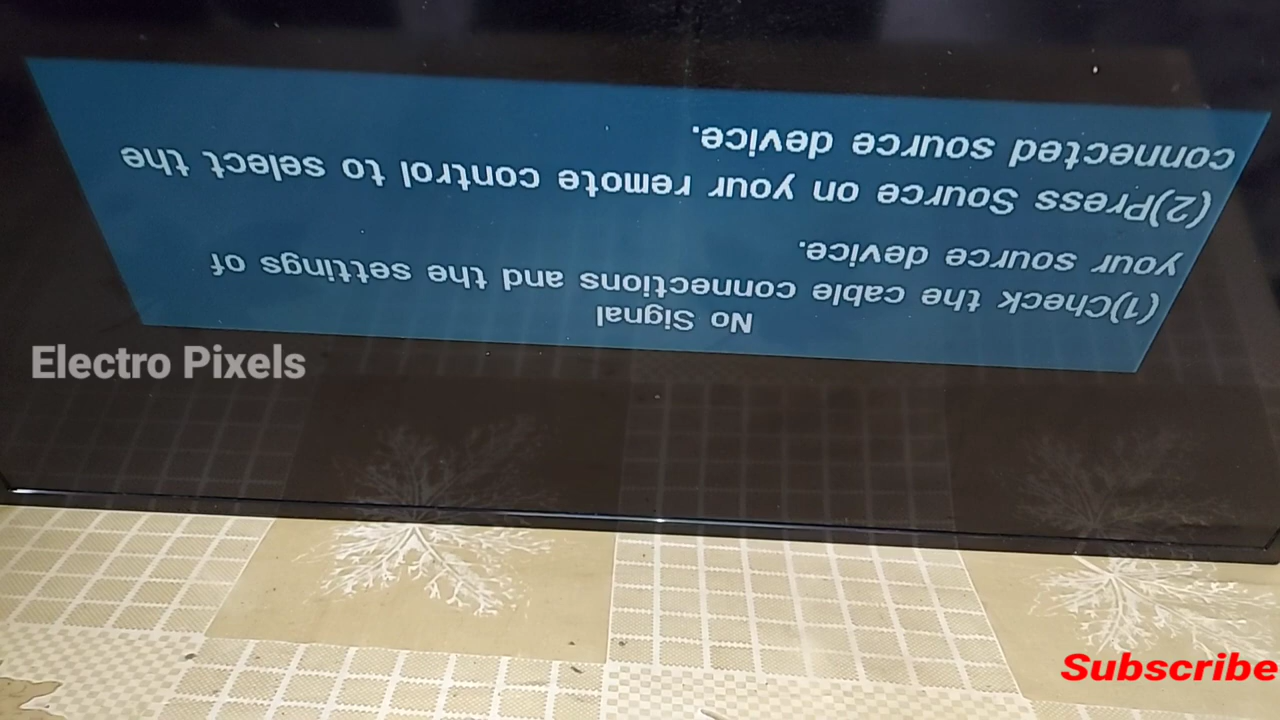 No Signal
(1)Check the cable connections and the settings of
your source device.
(2)Press Source on your remote control to select the
connected source device.
Electro Pixels
Subscribe